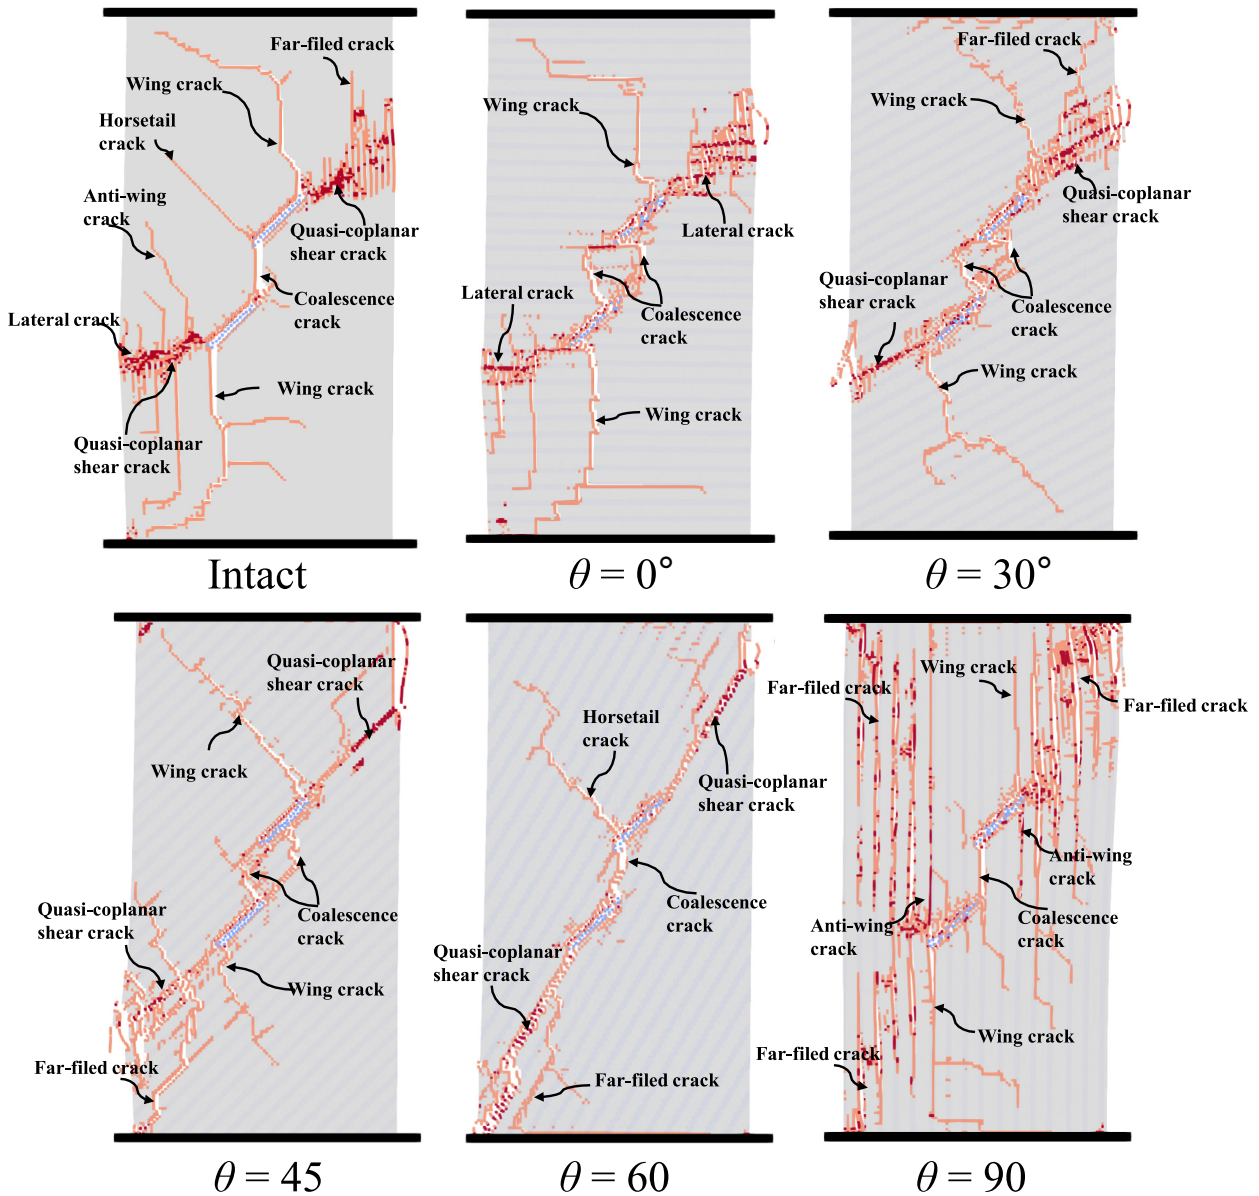 Far-filed crack
Wing crack
Horsetail
crack
Anti-wing
crack
Quasi-coplanar
shear crack
Coalescence
crack
Lateral crack
Wing crack
Quasi-coplanar
shear crack
Intact
Wing crack
Lateral crack
Lateral crack
Coalescence
crack
Wing crack
θ = 0°
Far-filed crack
Wing crack
Quasi-coplanar
shear crack
Quasi-coplanar
shear crack
Coalescence
crack
Wing crack
θ = 30°
Quasi-coplanar
shear crack
Wing crack
Quasi-coplanar
shear crack
Coalescence
crack
Wing crack
Far-filed crack
θ = 45
Horsetail
crack
Quasi-coplanar
shear crack
Coalescence
crack
Quasi-coplanar
shear crack
Far-filed crack
θ = 60
Wing crack
Far-filed crack
Far-filed crack
Anti-wing
crack
Coalescence
crack
Anti-wing
crack
Wing crack
Far-filed crack
θ = 90